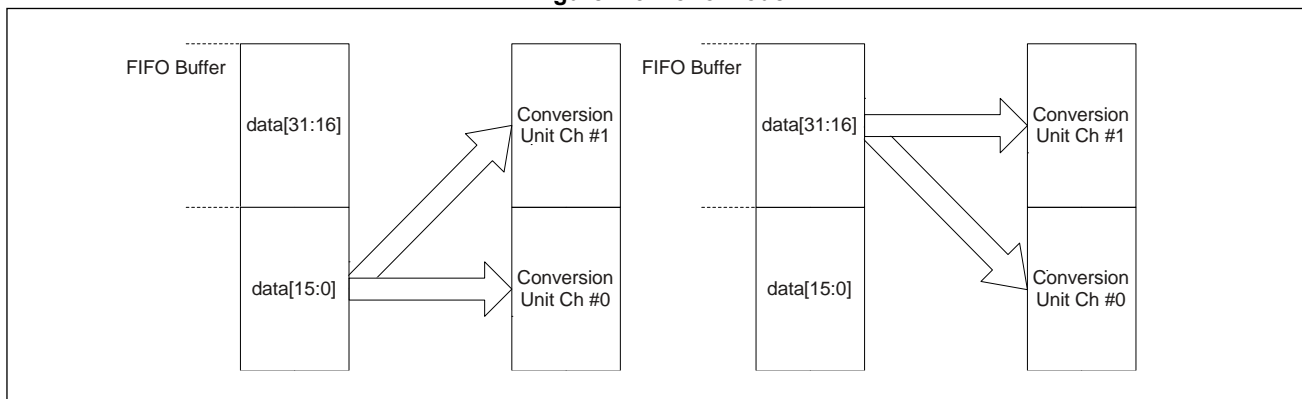 FIFO Buffer
data[31:16]
Conversion
Unit Ch #1
data[15:0]
Conversion
Unit Ch #0
FIFO Buffer
data[31:16]
Conversion
Unit Ch #1
data[15:0]
Conversion
Unit Ch #0